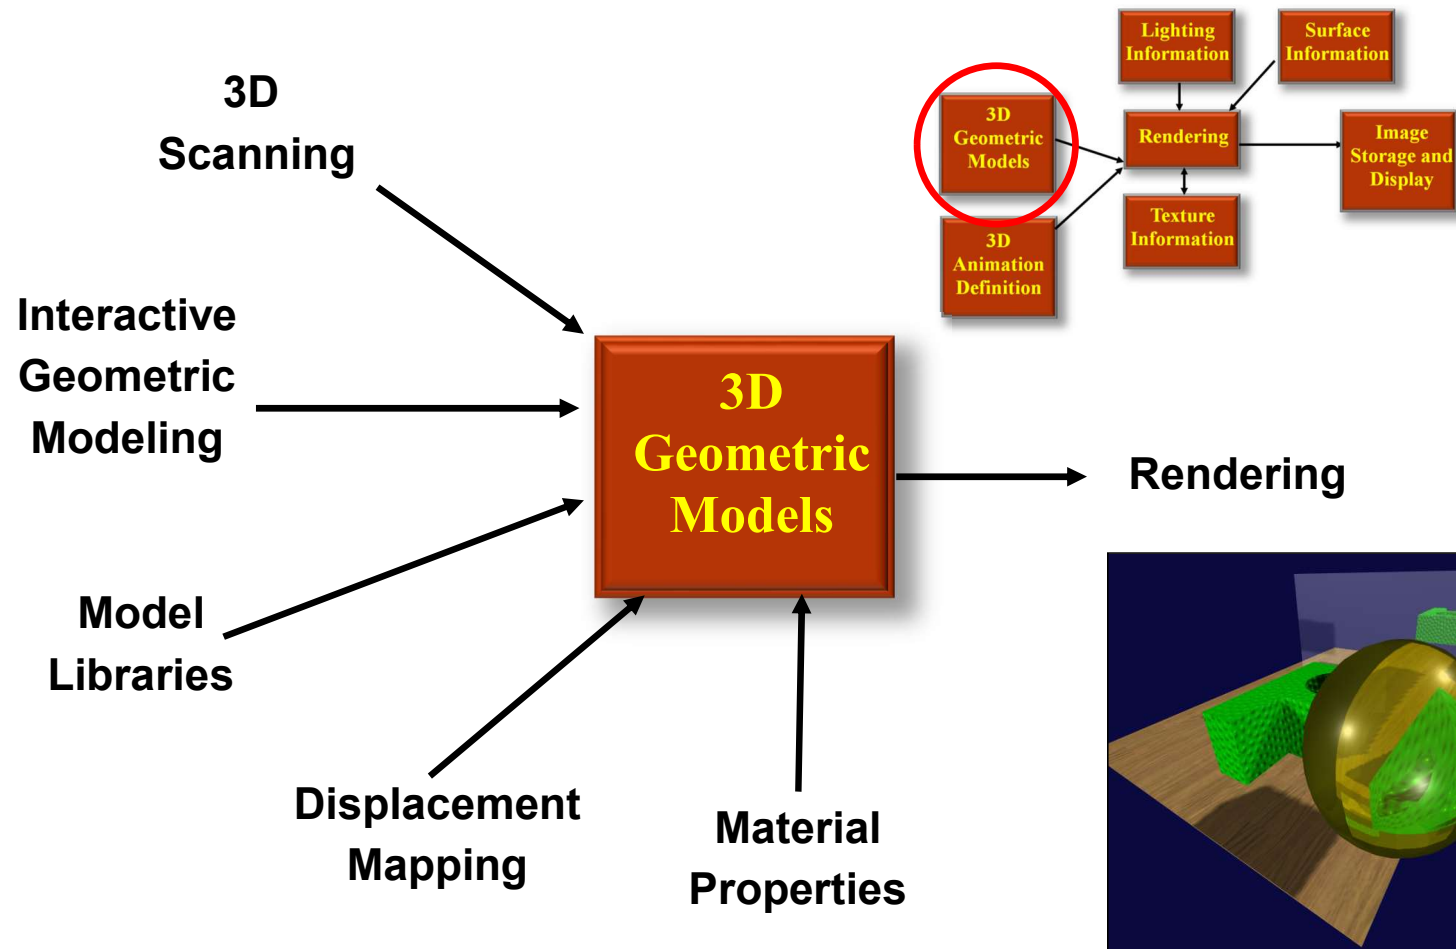 3D
Scanning
Interactive
Geometric
Modeling
Model
Libraries
Displacement
Mapping
Material
Properties
3D
Geometric
Models
Rendering
Lighting
Information
Surface
Information
3D
Geometric
Models
Rendering
Image
Storage and
Display
3D
Animation
Definition
Texture
Information